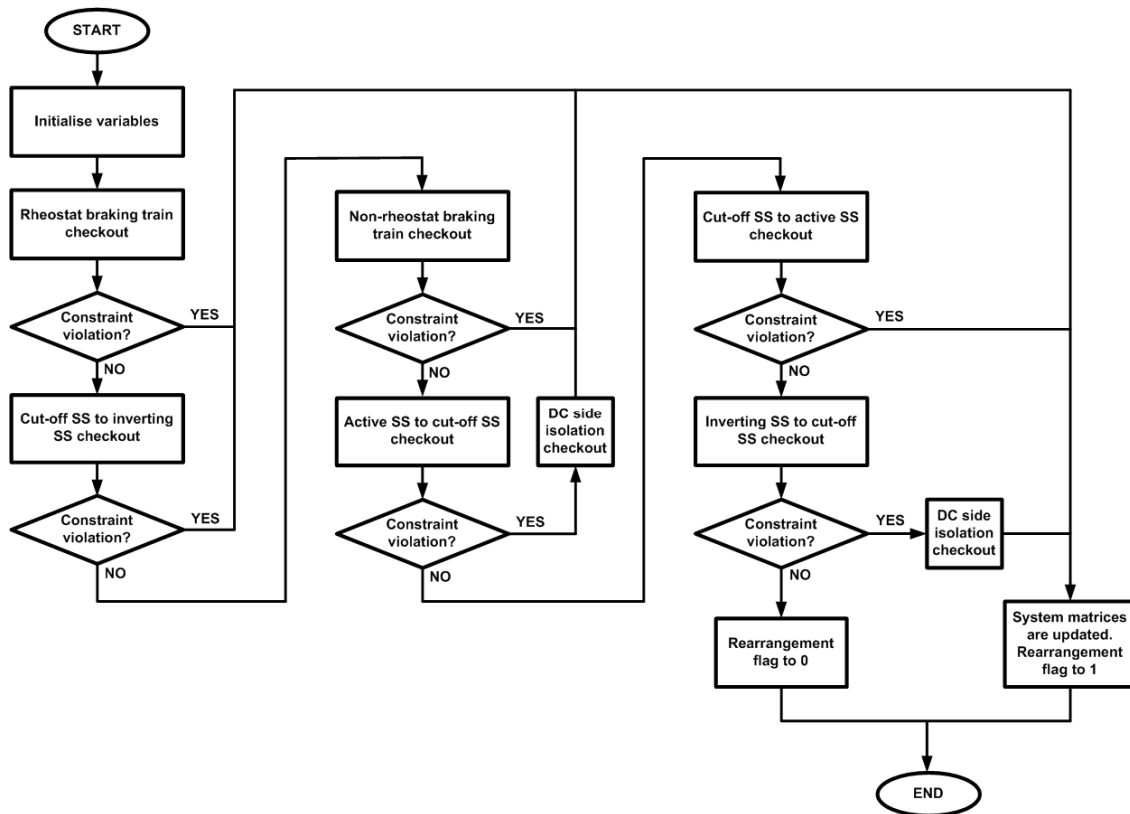 START
Initialise variables
Rheostat braking train
checkout
Constraint
violation?
YES
NO
Cut-off SS to inverting
SS checkout
Constraint
violation?
YES
NO
Non-rheostat braking
train checkout
Constraint
violation?
YES
NO
Active SS to cut-off SS
checkout
DC side
isolation
checkout
Constraint
violation?
YES
NO
Cut-off SS to active SS
checkout
Constraint
violation?
YES
NO
Inverting SS to cut-off
SS checkout
Constraint
violation?
YES
DC side
isolation
checkout
NO
Rearrangement
flag to 0
System matrices
are updated.
Rearrangement
flag to 1
END